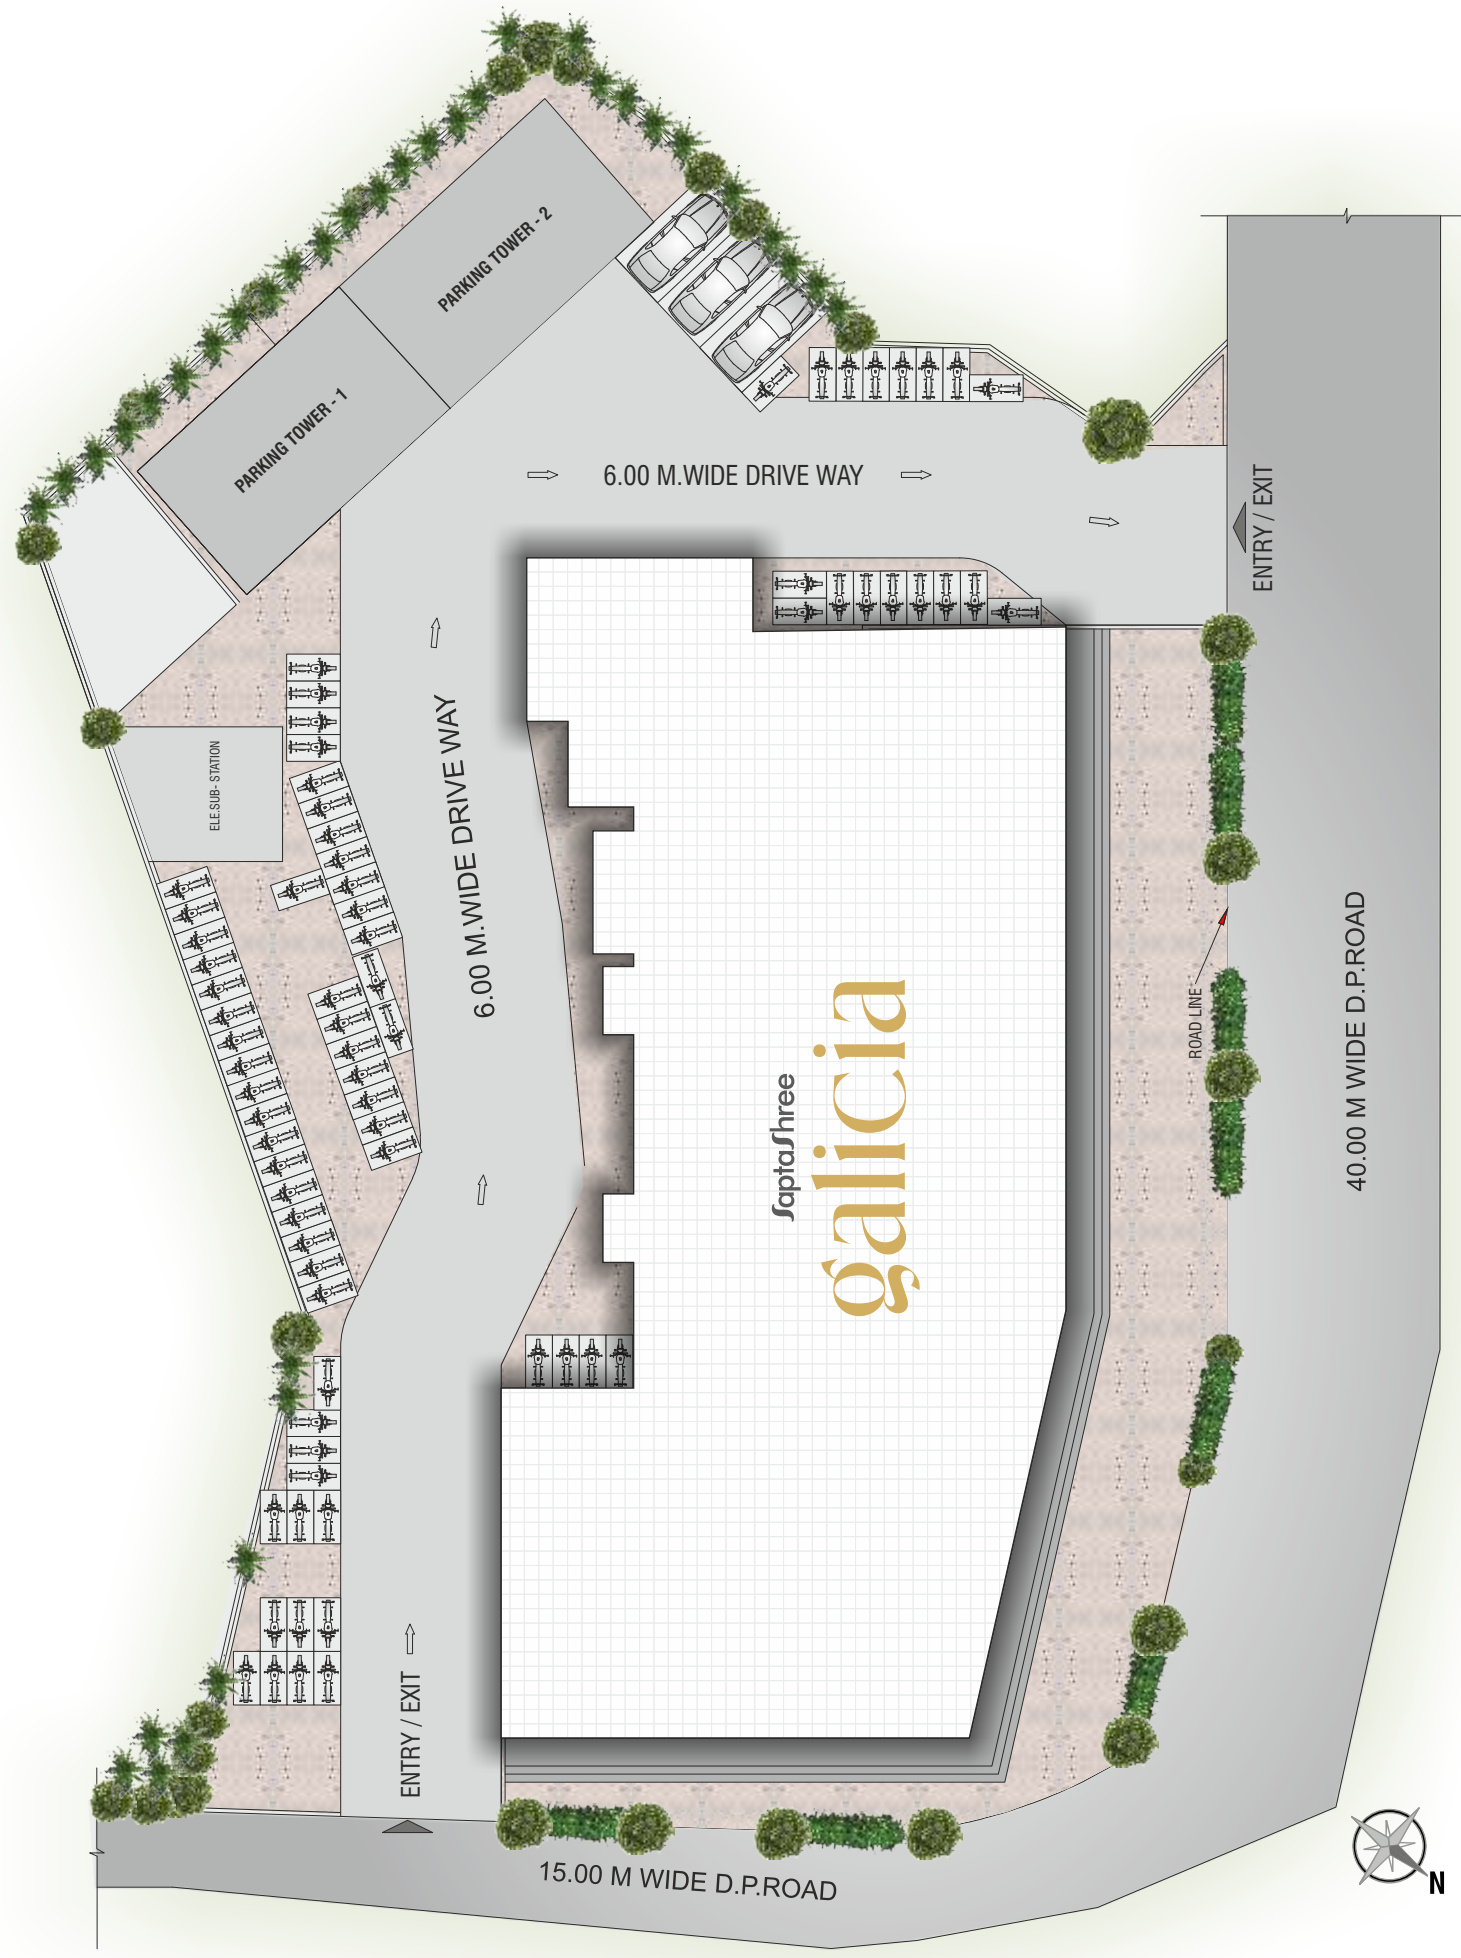 PARKING TOWER - 2
PARKING TOWER - 1
6.00 M.WIDE DRIVE WAY
ENTRY / EXIT
6.00 M.WIDE DRIVE WAY
ELE.SUB- STATION
SaptaShree
galicia
ROAD LINE
40.00 M WIDE D.P.ROAD
ENTRY / EXIT
15.00 M WIDE D.P.ROAD
N